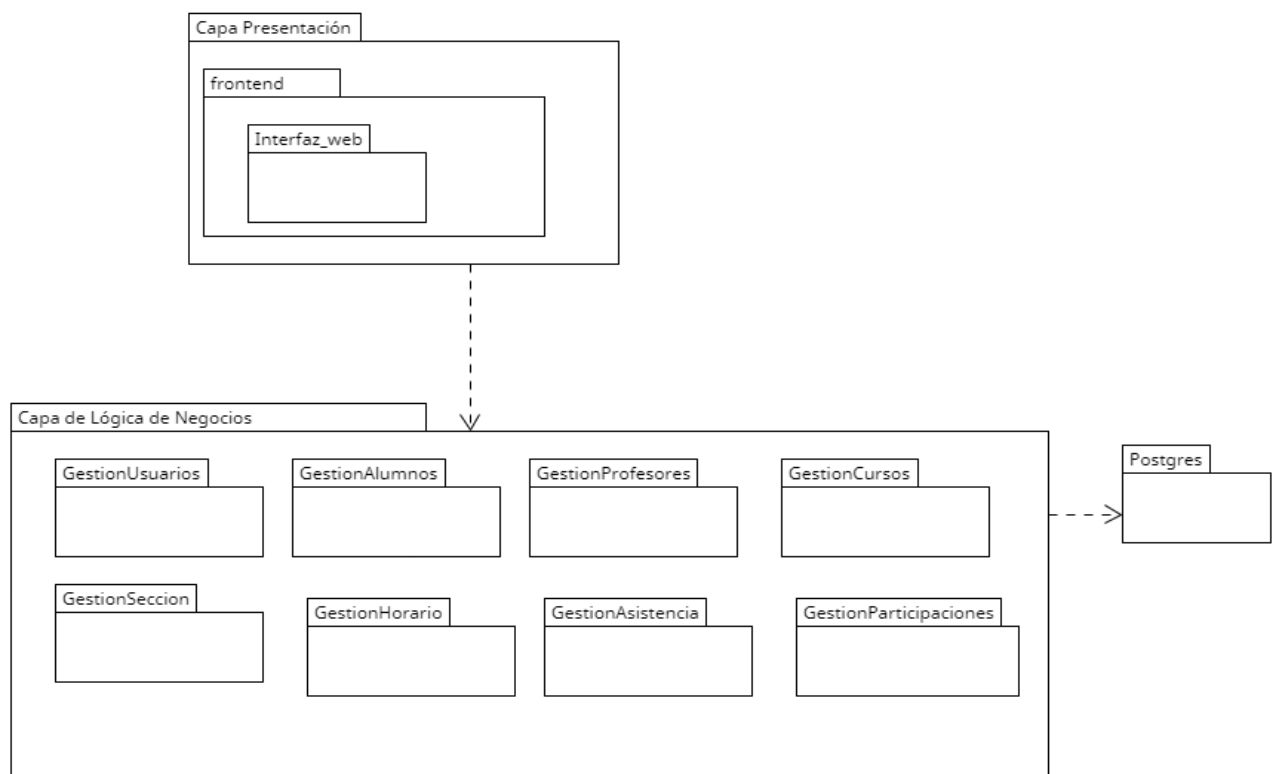 Capa Presentación
frontend
Interfaz_web
Capa de Lógica de Negocios
GestionUsuarios
GestionAlumnos
GestionProfesores
GestionCursos
Postgres
GestionSeccion
GestionHorario
GestionAsistencia
GestionParticipaciones